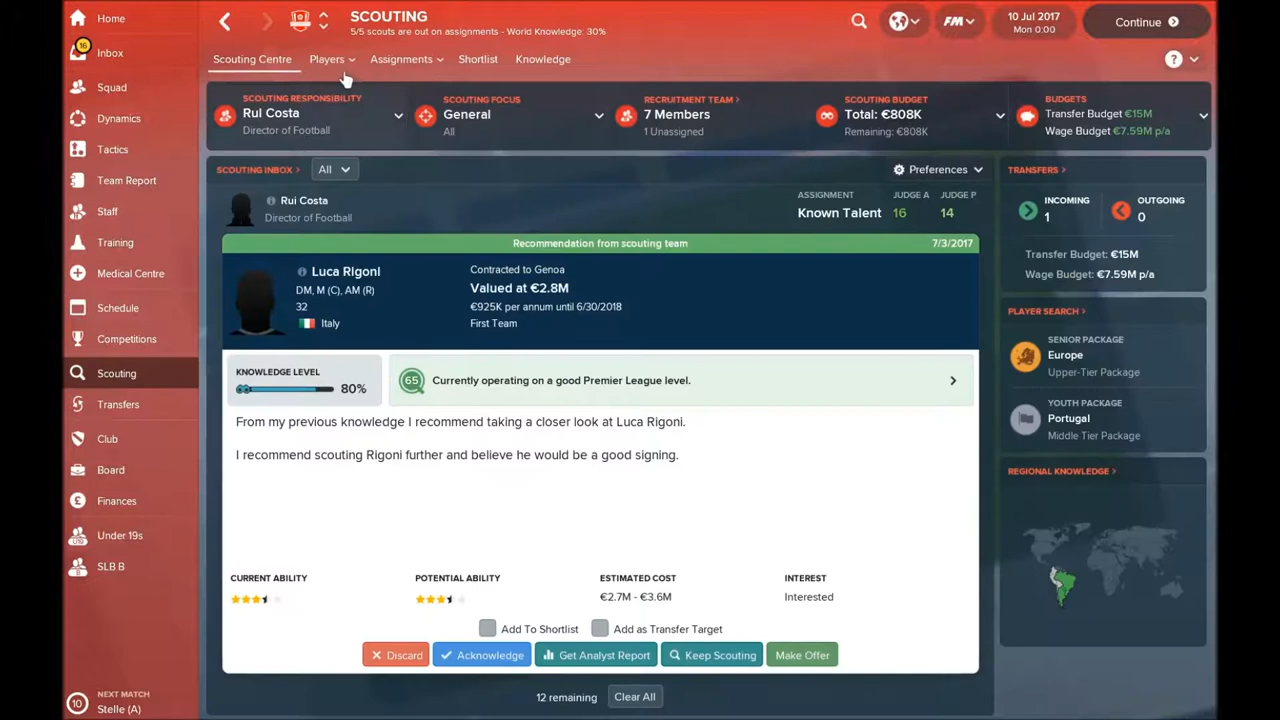 Home
16
Inbox
Squad
Dynamics
Tactics
Team Report
Staff
Training
Medical Centre
Schedule
Competitions
Scouting
Transfers
Club
Board
Finances
Under 19s
SLB B
10
NEXT MATCH
Stelle (A)
SCOUTING
5/5 scouts are out on assignments - World Knowledge: 30%
FM
10 Jul 2017
Mon 0:00
Continue
Scouting Centre
Players
Assignments
Shortlist
Knowledge
?
SCOUTING RESPONSIBILITY
Rui Costa
Director of Football
SCOUTING FOCUS
General
All
RECRUITMENT TEAM >
7 Members
1 Unassigned
SCOUTING BUDGET
Total: €808K
Remaining: €808K
BUDGETS
Transfer Budget €15M
Wage Budget €7.59M p/a
SCOUTING INBOX >
All
Preferences
Rui Costa
Director of Football
ASSIGNMENT
Known Talent
JUDGE A
16
JUDGE P
14
Recommendation from scouting team
7/3/2017
Luca Rigoni
DM, M (C), AM (R)
32
Italy
Contracted to Genoa
Valued at €2.8M
€925K per annum until 6/30/2018
First Team
KNOWLEDGE LEVEL
80%
65
Currently operating on a good Premier League level.
From my previous knowledge I recommend taking a closer look at Luca Rigoni.
I recommend scouting Rigoni further and believe he would be a good signing.
CURRENT ABILITY
POTENTIAL ABILITY
ESTIMATED COST
€2.7M - €3.6M
INTEREST
Interested
Add To Shortlist
Add as Transfer Target
Discard
Acknowledge
Get Analyst Report
Keep Scouting
Make Offer
12 remaining
Clear All
TRANSFERS >
INCOMING
1
OUTGOING
0
Transfer Budget: €15M
Wage Budget: €7.59M p/a
PLAYER SEARCH >
SENIOR PACKAGE
Europe
Upper-Tier Package
YOUTH PACKAGE
Portugal
Middle Tier Package
REGIONAL KNOWLEDGE >